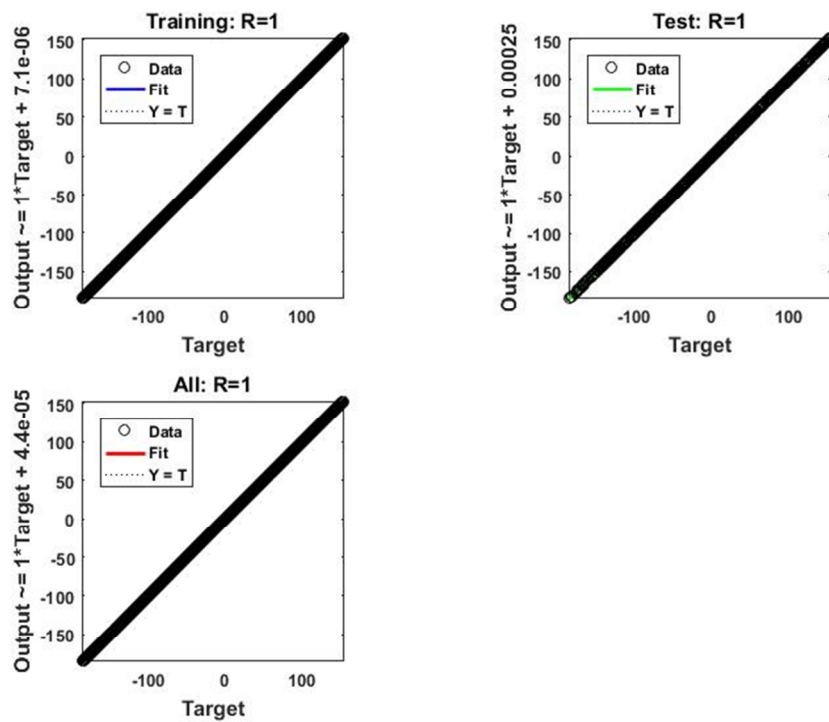 Training: R=1
Output ~= 1*Target + 7.1e-06
150
100
50
0
-50
-100
-150
Data
Fit
Y = T
-100 0 100
Target
Test: R=1
Output ~= 1*Target + 0.00025
150
100
50
0
-50
-100
-150
Data
Fit
Y = T
-100 0 100
Target
All: R=1
Output ~= 1*Target + 4.4e-05
150
100
50
0
-50
-100
-150
Data
Fit
Y = T
-100 0 100
Target